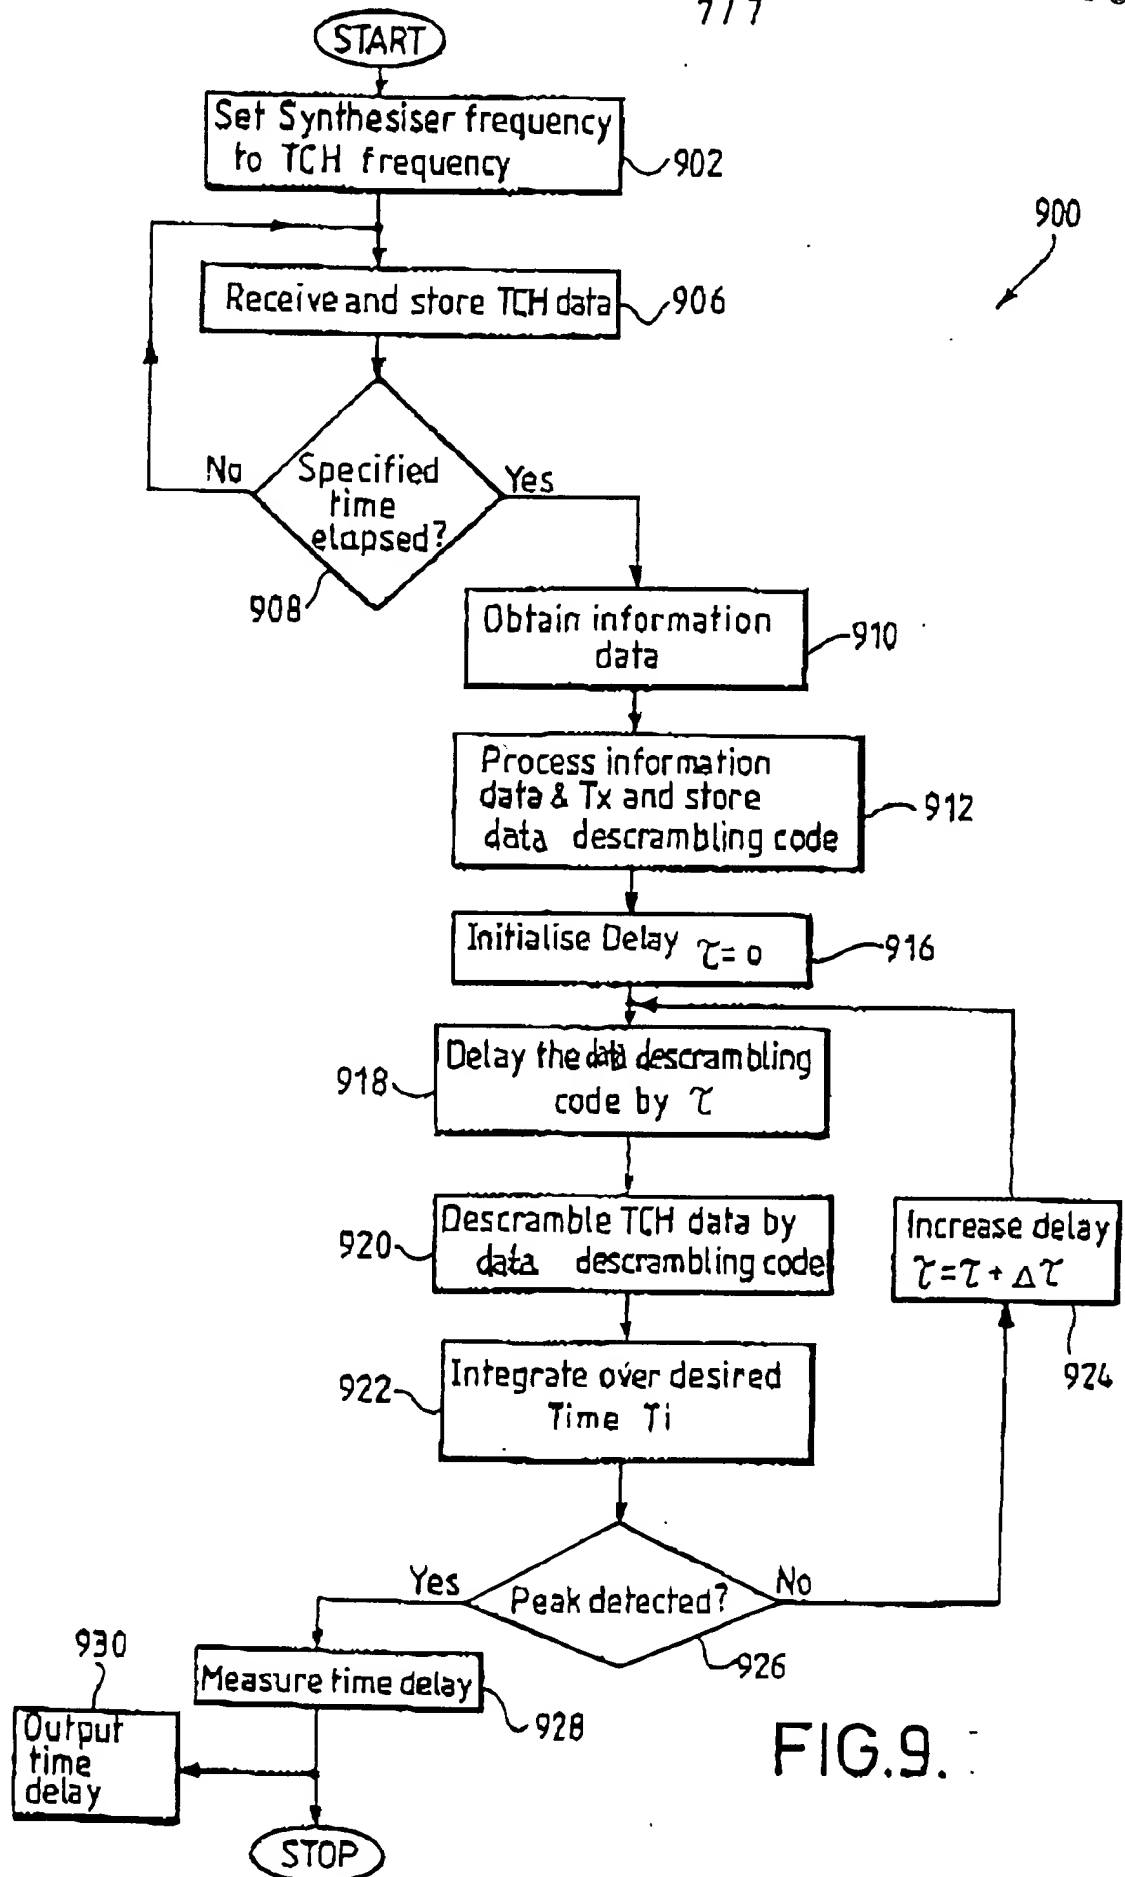 7/7
START
Set Synthesiser frequency
to TCH frequency
902
900
Receive and store TCH data
906
No
Specified
time
elapsed?
Yes
908
Obtain information
data
910
Process information
data & Tx and store
data descrambling code
912
Initialise Delay τ= o
916
Delay the data descrambling
code by τ
918
Descramble TCH data by
data descrambling code
920
Increase delay
τ=τ + Δτ
924
Integrate over desired
Time Ti
922
Yes
Peak detected?
No
926
930
Measure time delay
928
Output
time
delay
FIG.9.
STOP